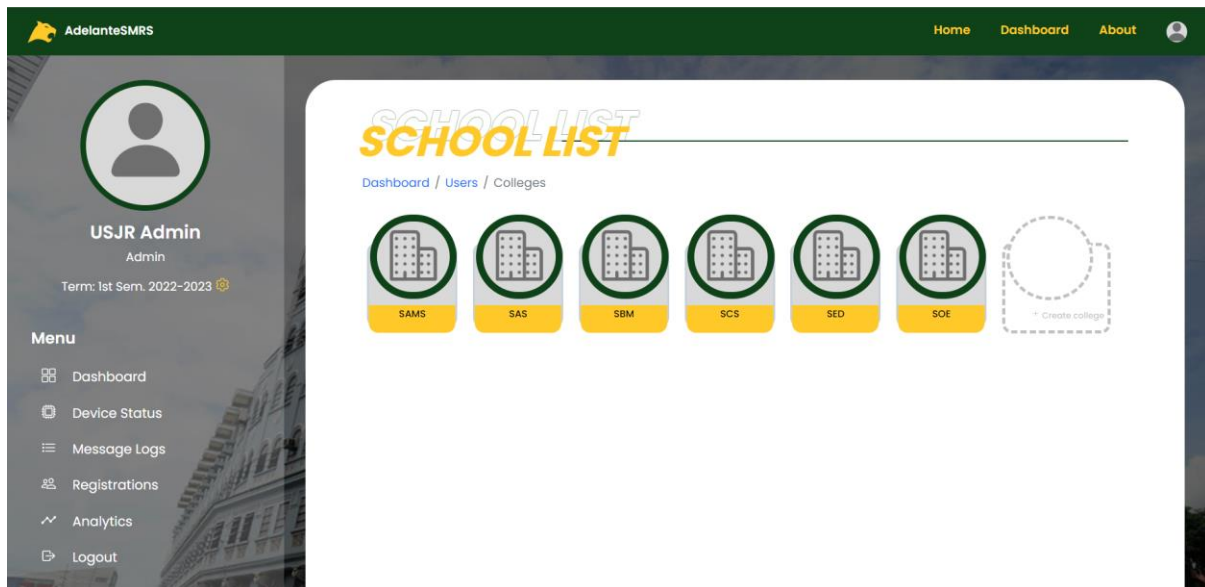 AdelanteSMRS
Home Dashboard About
USJR Admin
Admin
Term: 1st Sem. 2022-2023
Menu
Dashboard
Device Status
Message Logs
Registrations
Analytics
Logout
SCHOOL LIST
SCHOOL LIST
Dashboard / Users / Colleges
SAMS SAS SBM SCS SED SOE + Create college